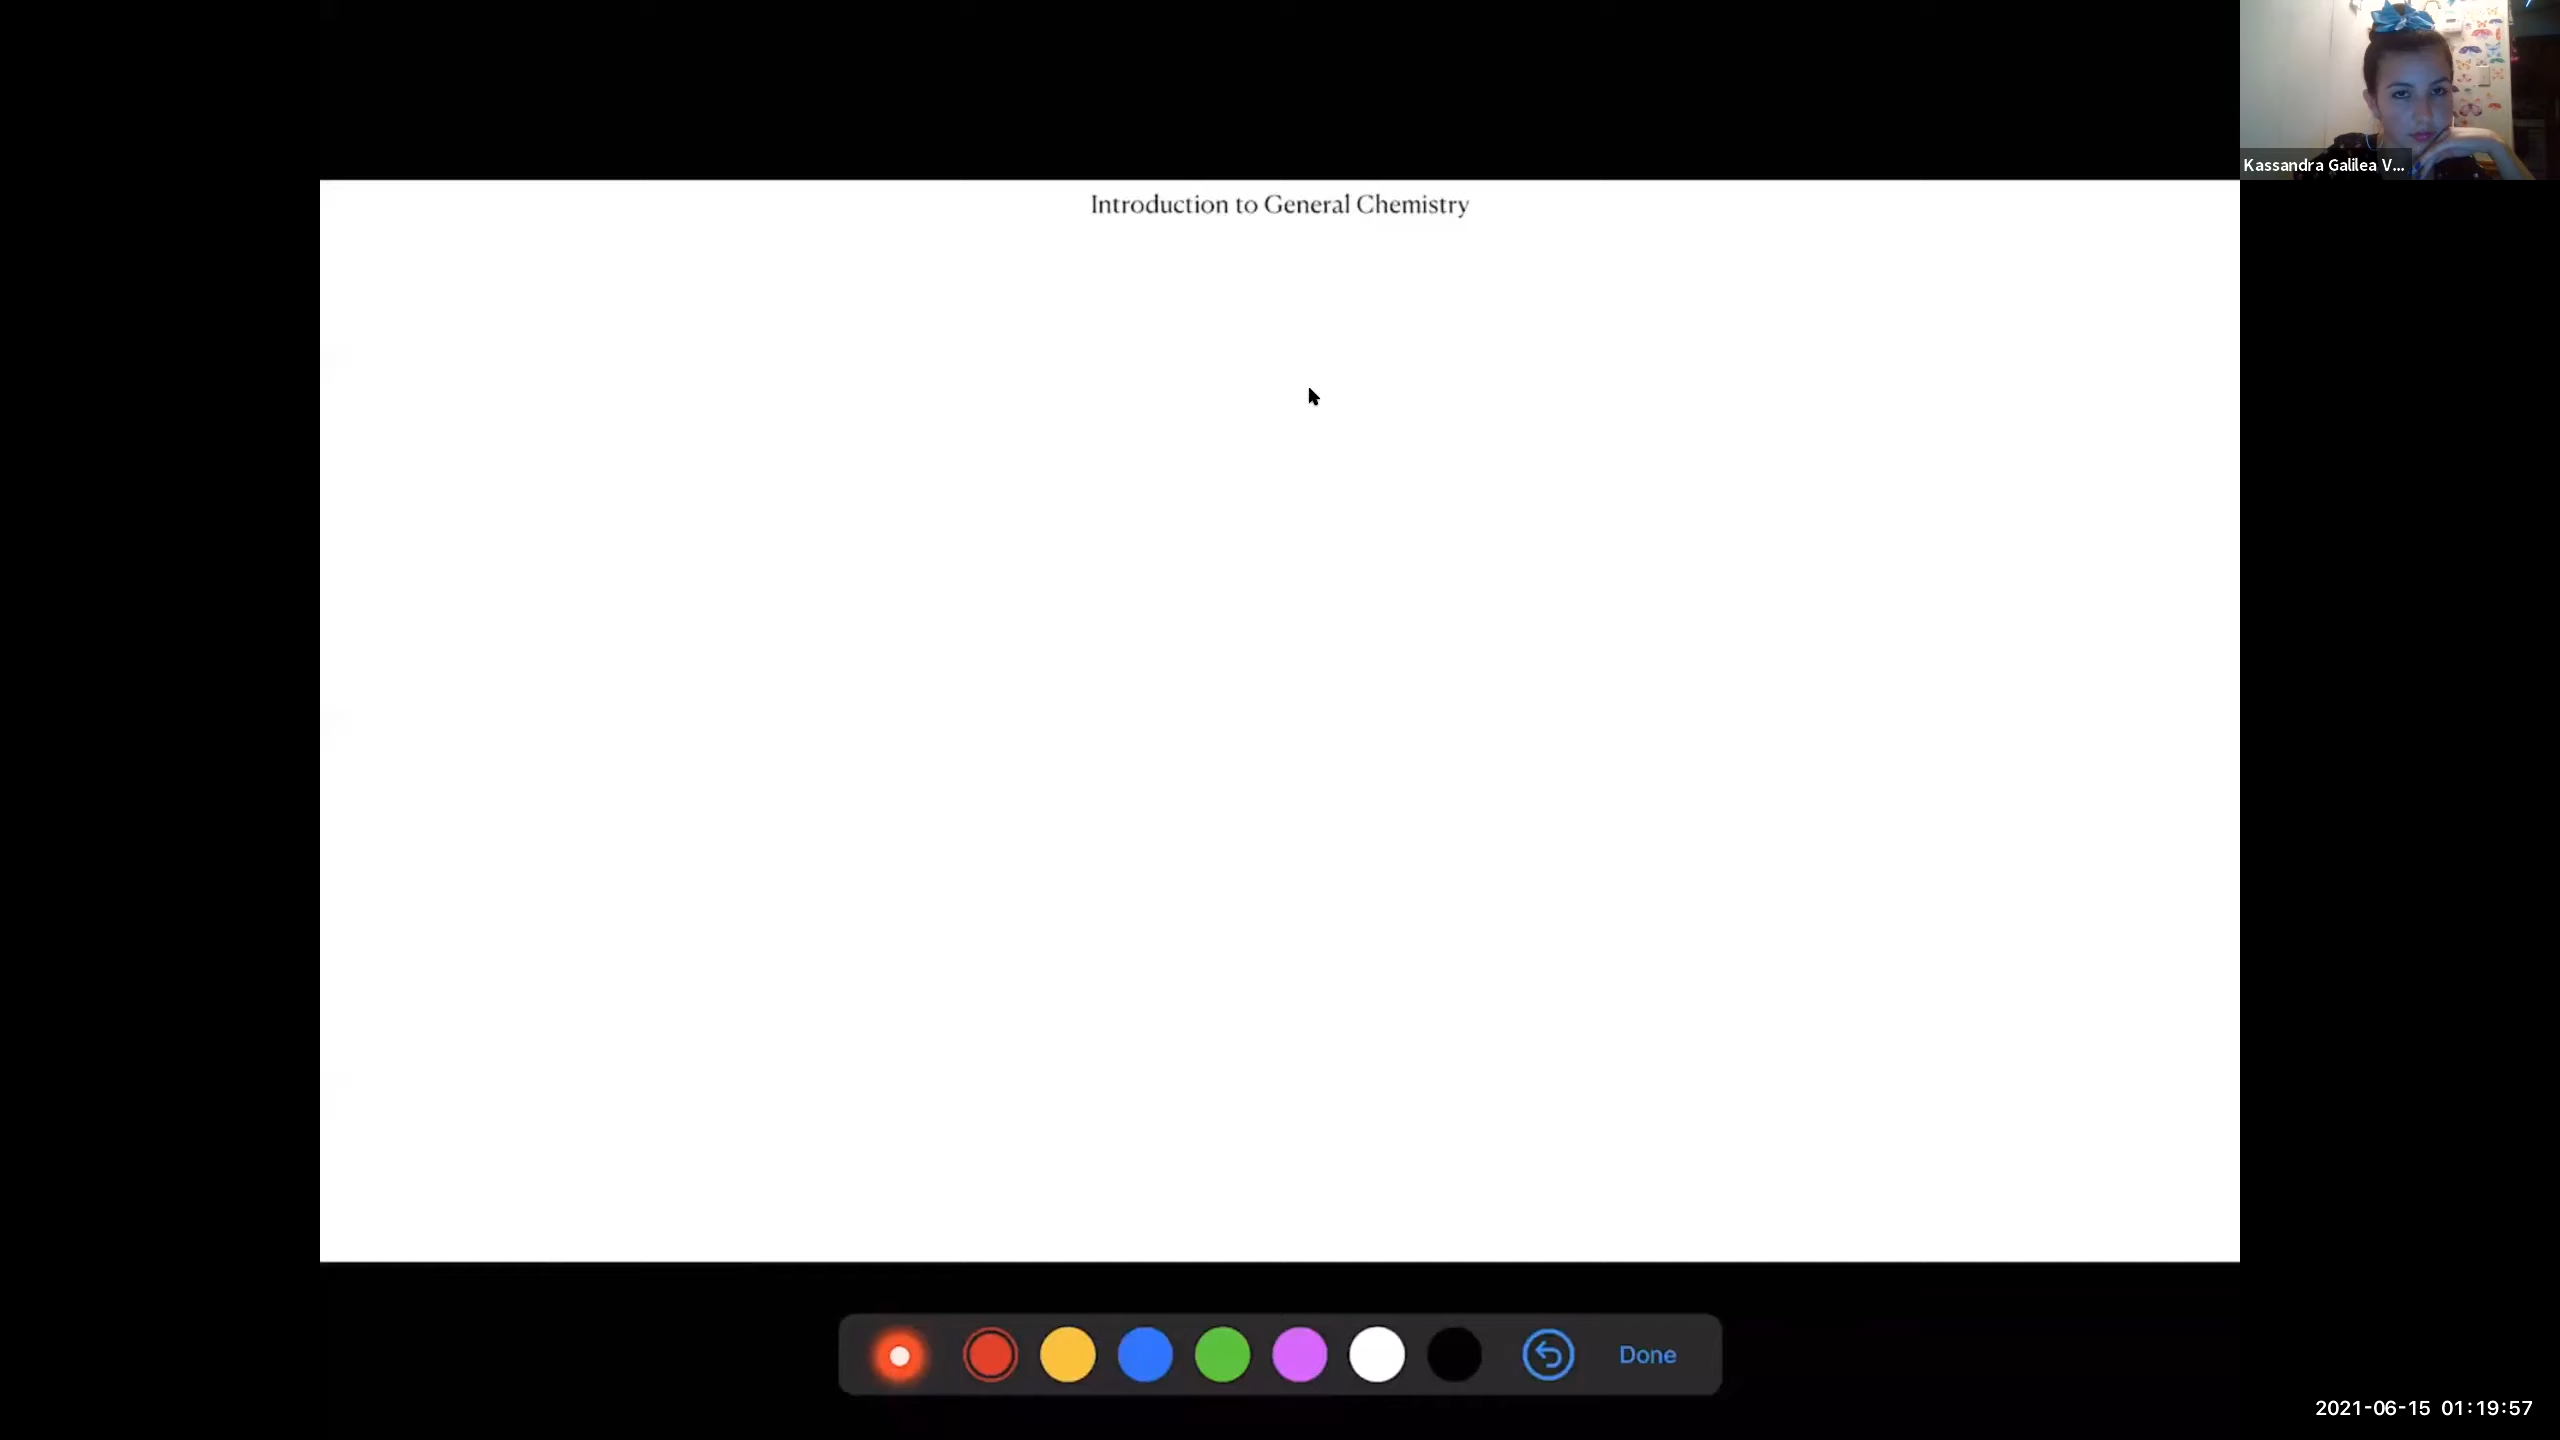 Kassandra Galilea V...
Introduction to General Chemistry
Done
2021-06-15 01:19:57